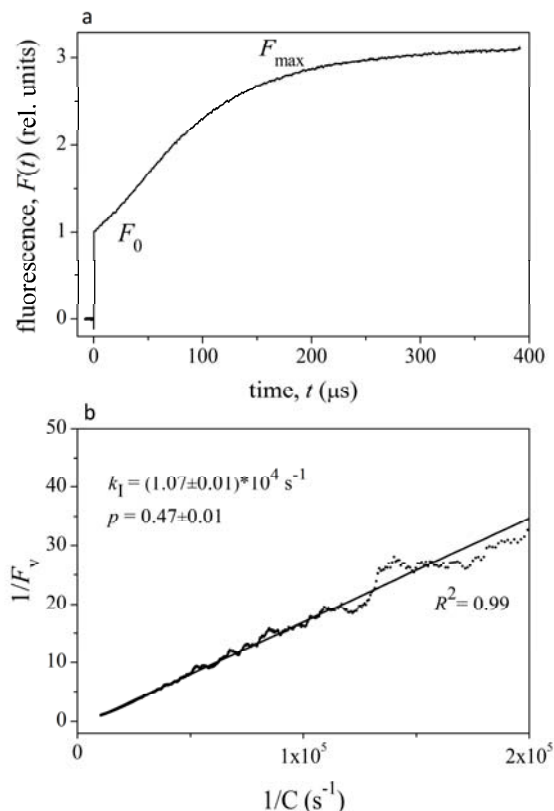 a
3
2
1
0
fluorescence, F(t) (rel. units)
F_max
F_0
0 100 200 300 400
time, t (μs)
b
50
40
30
20
10
0
1/F_v
k_I = (1.07±0.01)*10^4 s^-1
p = 0.47±0.01
R^2= 0.99
0 1x10^5 2x10^5
1/C (s^-1)